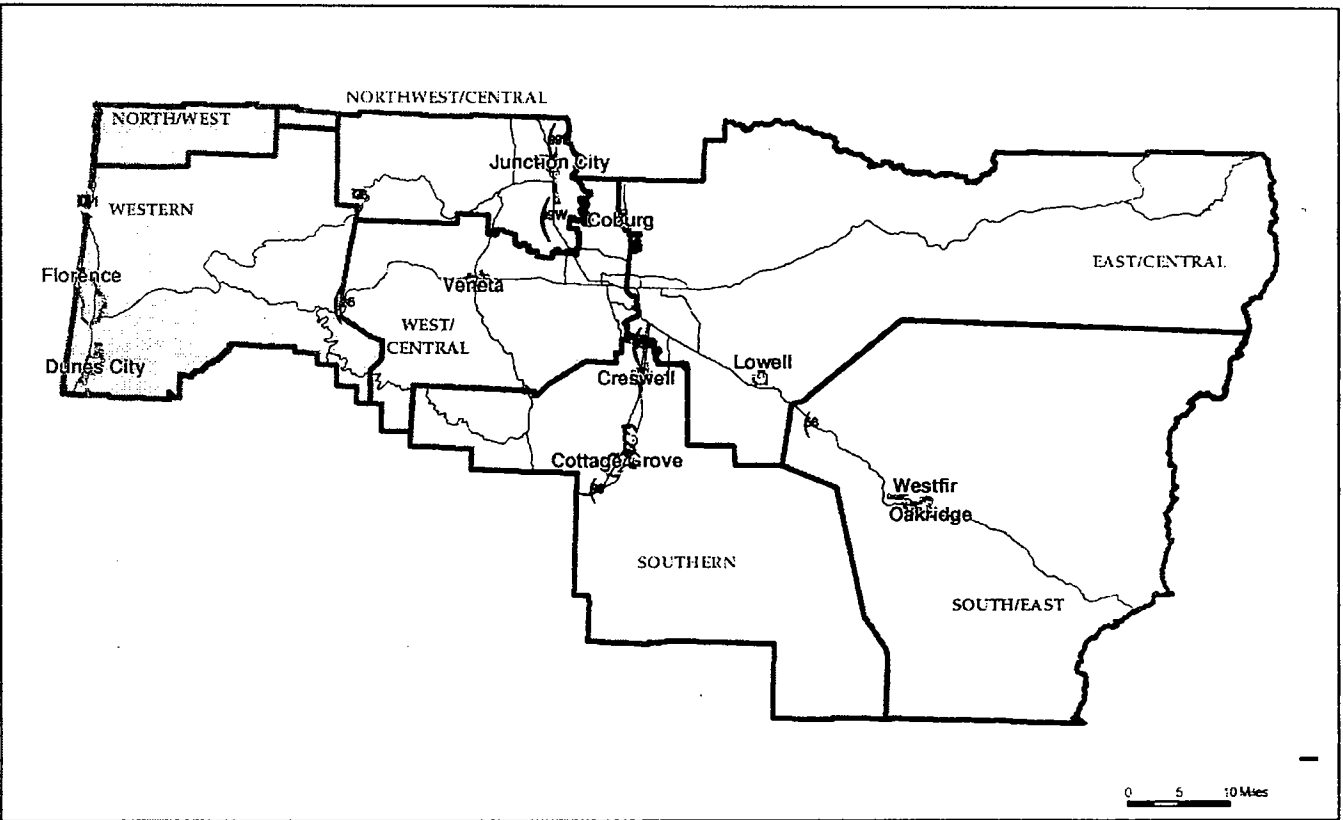 NORTHWEST/CENTRAL
NORTH/WEST
Junction City
WESTERN
Coburg
EAST/CENTRAL
Florence
Veneta
WEST/
CENTRAL
Dunes City
Lowell
Creswell
Cottage Grove
Westfir
Oakridge
SOUTHERN
SOUTH/EAST
0 5 10 Miles